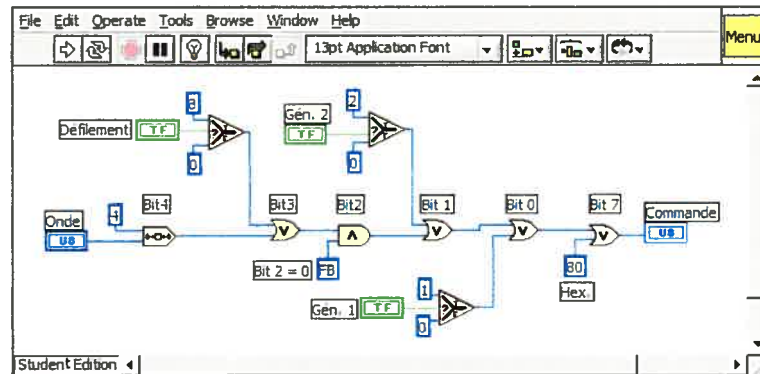 File Edit Operate Tools Browse Window Help
13pt Application Font
Menu
8
Défilement TF
0
Gén. 2 TF
2
0
Onde U8
4
Bit4
Bit3
Bit2
Bit 1
Bit 0
Bit 7
Commande
U8
Bit 2 = 0 FB
80
Hex.
Gén. 1 TF
1
0
Student Edition